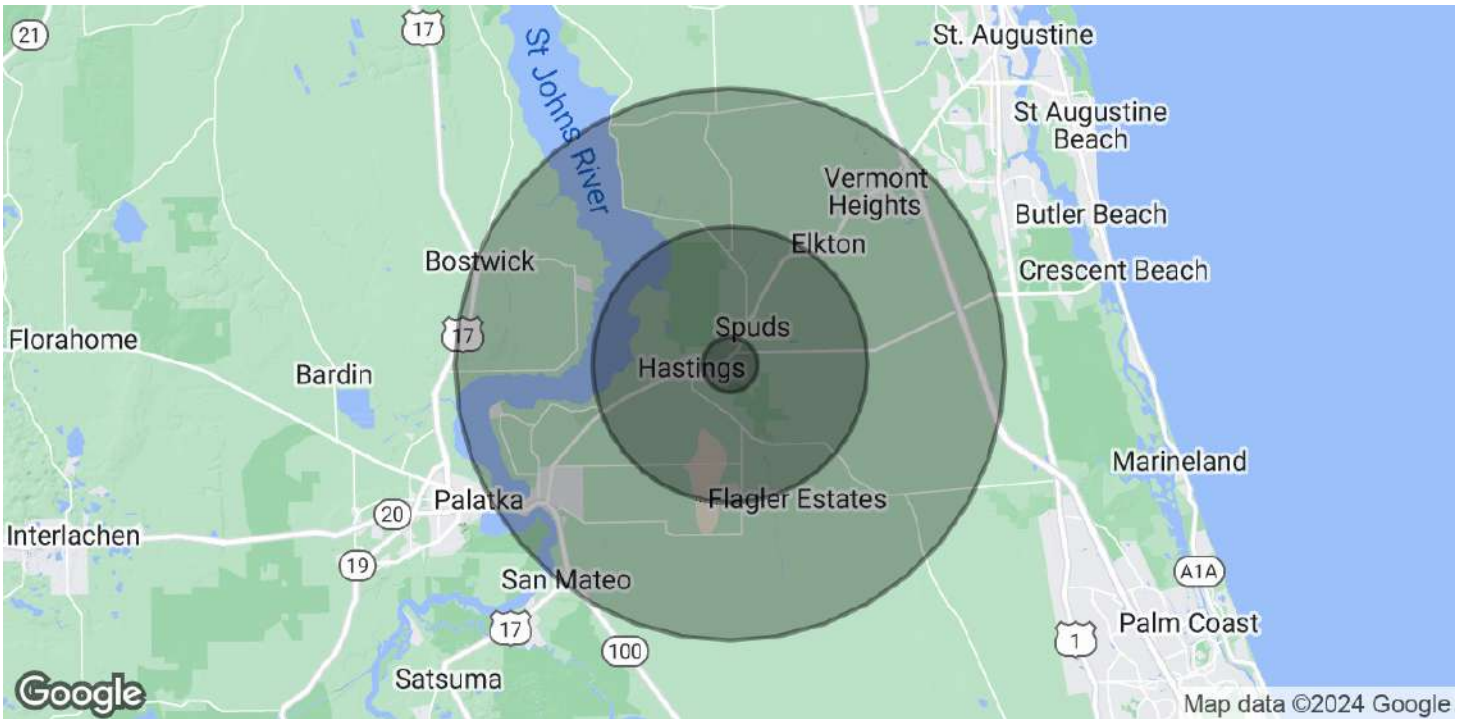 21
17
St Johns River
St. Augustine
St Augustine
Beach
Vermont
Heights
Butler Beach
Elkton
Bostwick
Crescent Beach
Spuds
17
Florahome
Hastings
Bardin
Marineland
Palatka
Flagler Estates
20
Interlachen
19
A1A
San Mateo
17
Palm Coast
1
100
Satsuma
Google
Map data ©2024 Google